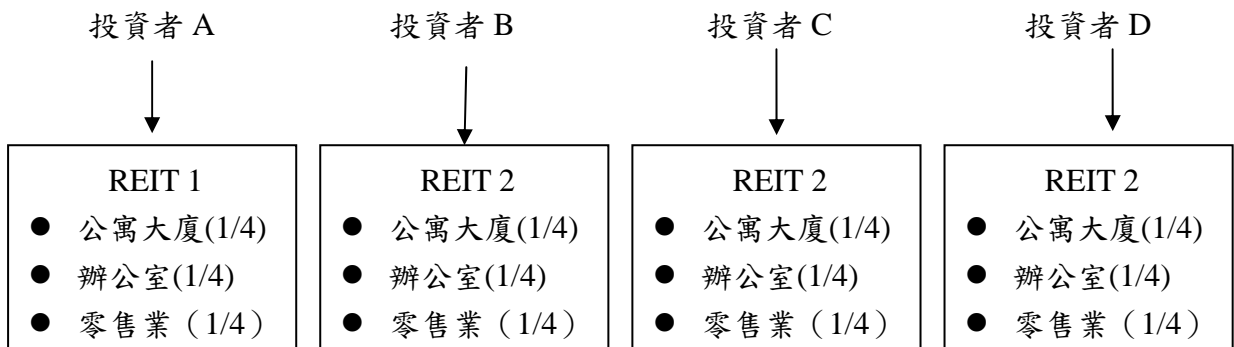 投資者 A 投資者 B 投資者 C 投資者 D
REIT 1
● 公寓大廈(1/4)
● 辦公室(1/4)
● 零售業（1/4）
REIT 2
● 公寓大廈(1/4)
● 辦公室(1/4)
● 零售業（1/4）
REIT 2
● 公寓大廈(1/4)
● 辦公室(1/4)
● 零售業（1/4）
REIT 2
● 公寓大廈(1/4)
● 辦公室(1/4)
● 零售業（1/4）